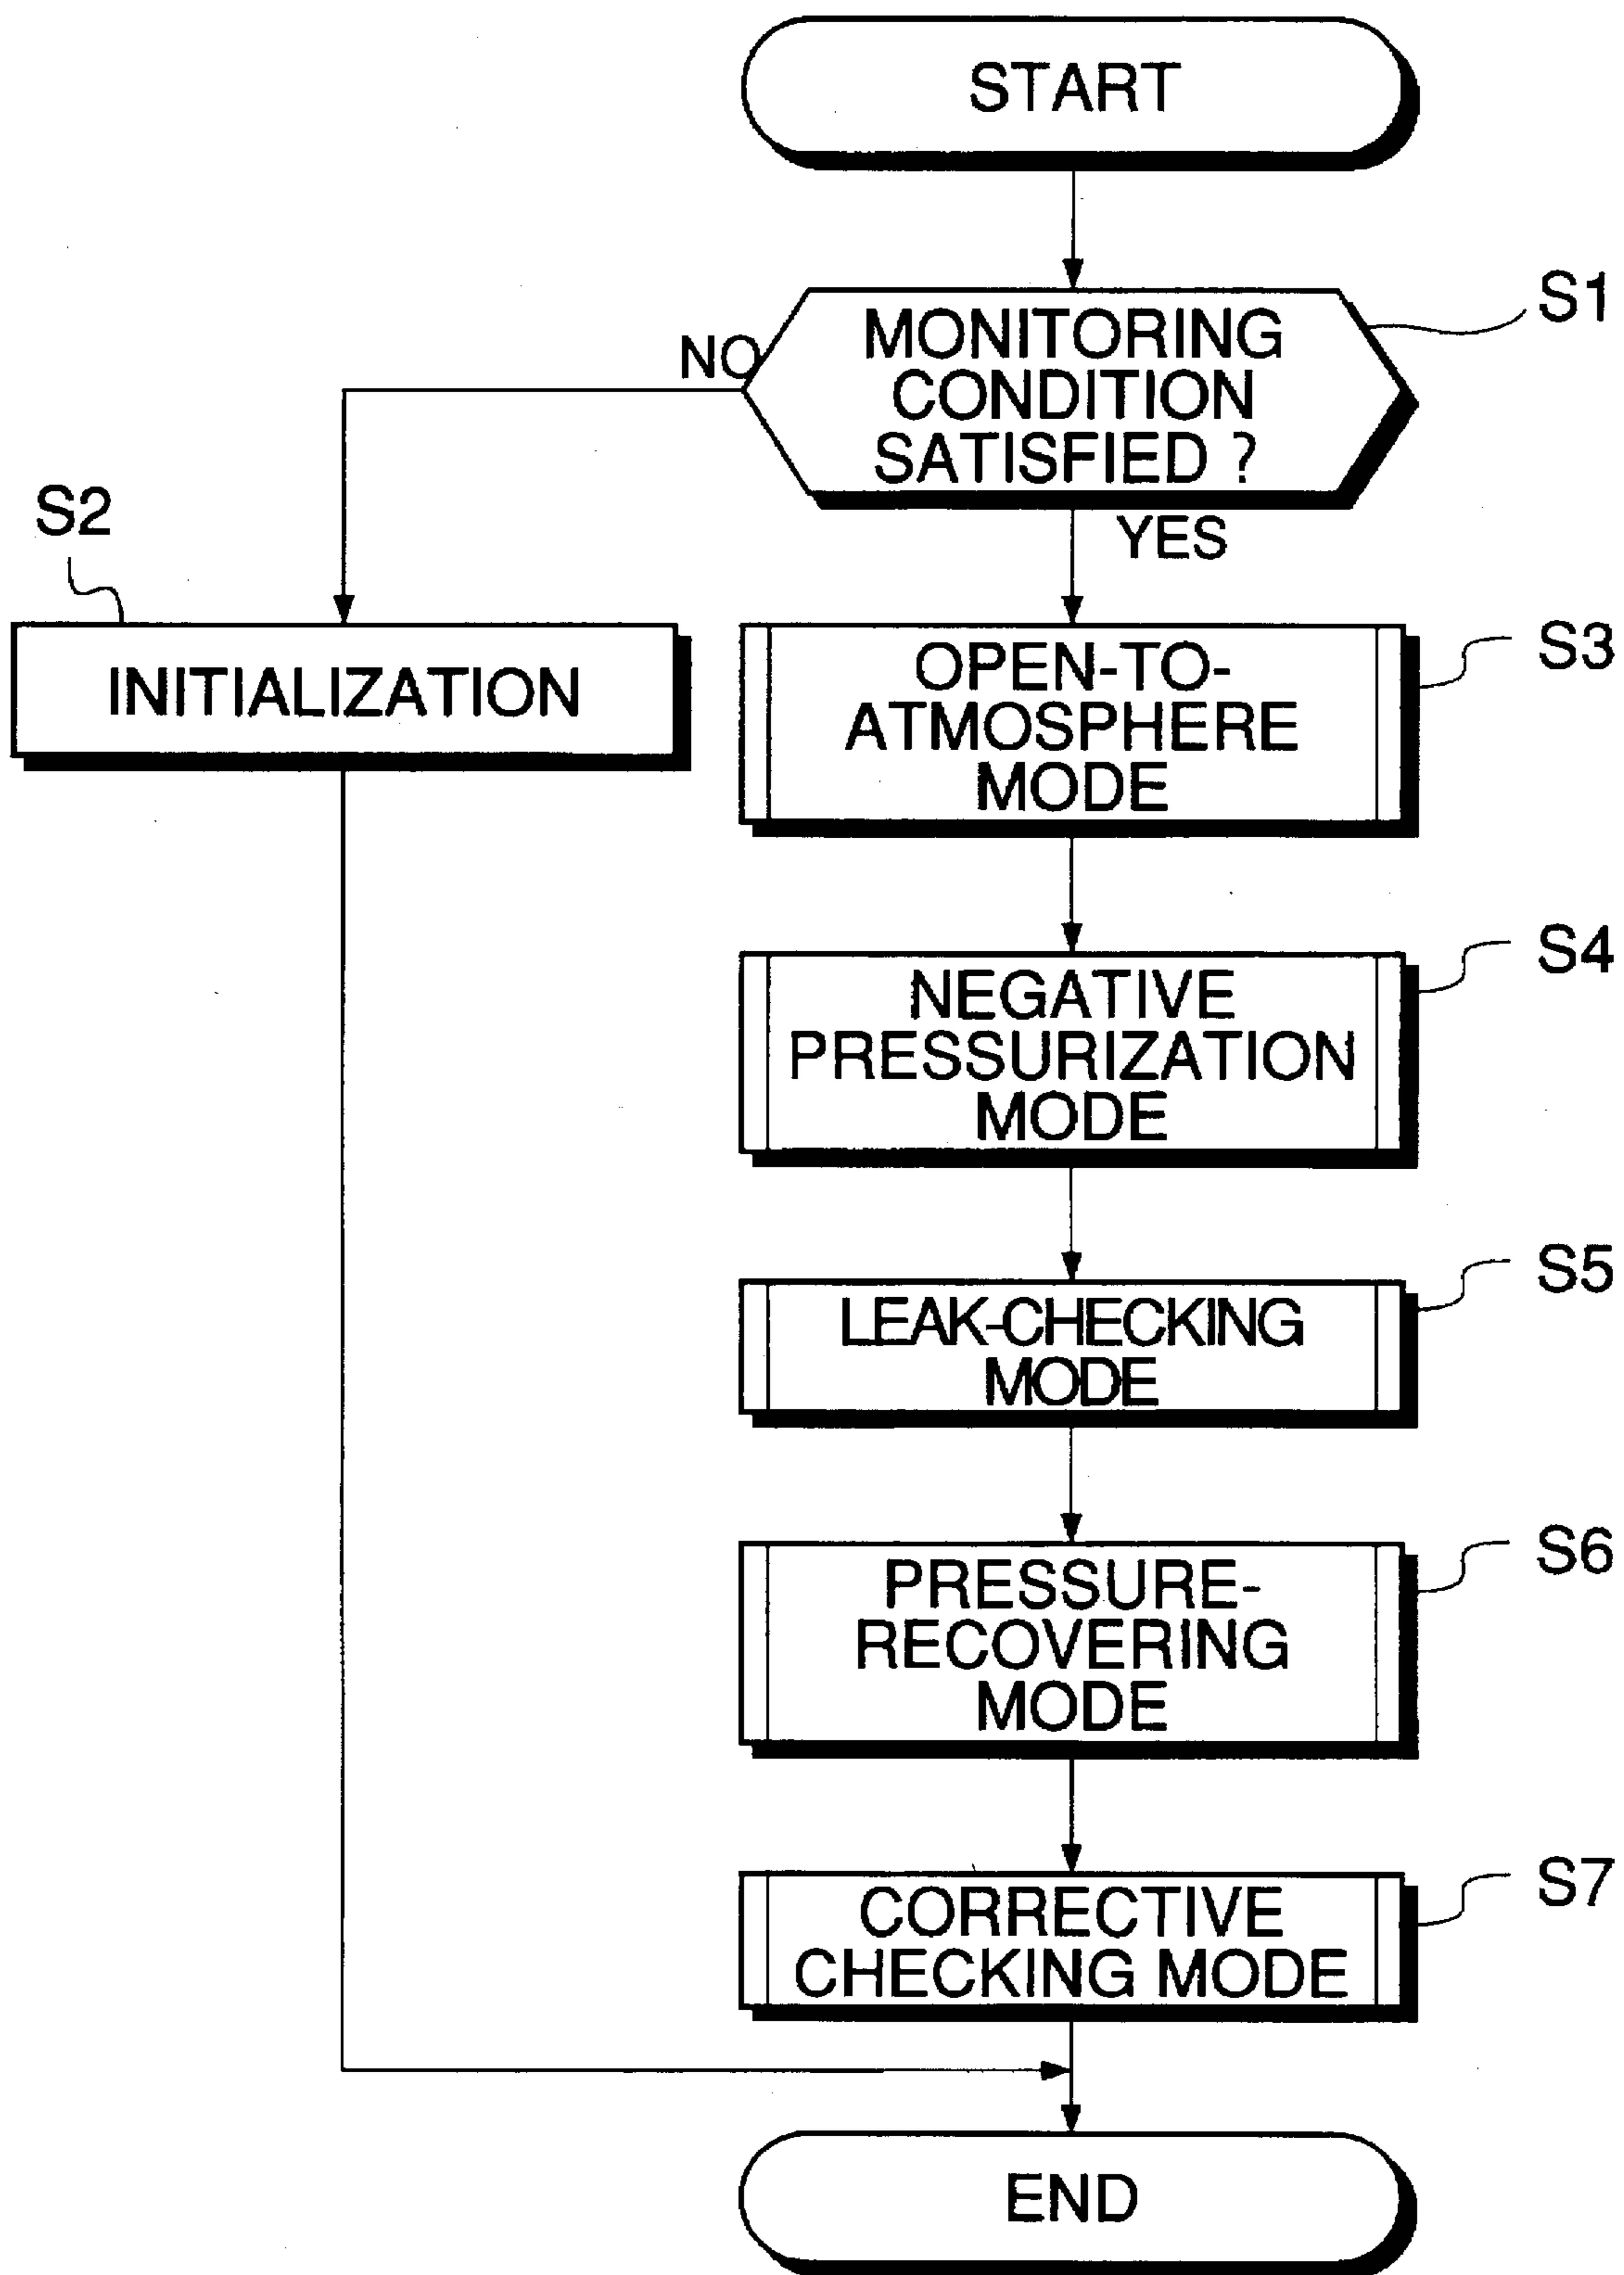 START
S1
MONITORING
CONDITION
SATISFIED ?
NO
YES
S2
INITIALIZATION
S3
OPEN-TO-
ATMOSPHERE
MODE
S4
NEGATIVE
PRESSURIZATION
MODE
S5
LEAK-CHECKING
MODE
S6
PRESSURE-
RECOVERING
MODE
S7
CORRECTIVE
CHECKING MODE
END